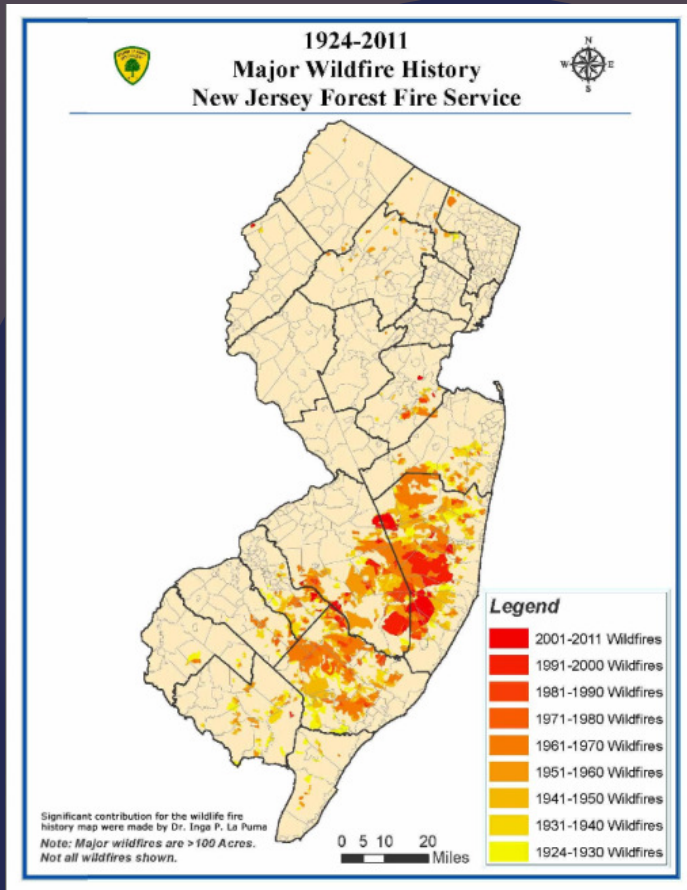 1924-2011
Major Wildfire History
New Jersey Forest Fire Service
N
W
E
S
Legend
2001-2011 Wildfires
1991-2000 Wildfires
1981-1990 Wildfires
1971-1980 Wildfires
1961-1970 Wildfires
1951-1960 Wildfires
1941-1950 Wildfires
1931-1940 Wildfires
1924-1930 Wildfires
Significant contribution for the wildlife fire
history map were made by Dr. Inga P. La Puma
Note: Major wildfires are >100 Acres.
Not all wildfires shown.
0 5 10 20
Miles